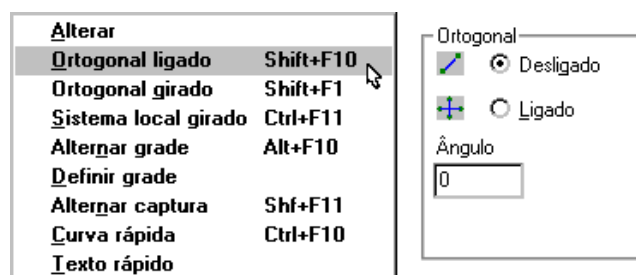 Alterar
Ortogonal ligado Shift+F10
Ortogonal girado Shift+F1
Sistema local girado Ctrl+F11
Alternar grade Alt+F10
Definir grade
Alternar captura Shf+F11
Curva rápida Ctrl+F10
Texto rápido
Ortogonal
Desligado
Ligado
Ângulo
0